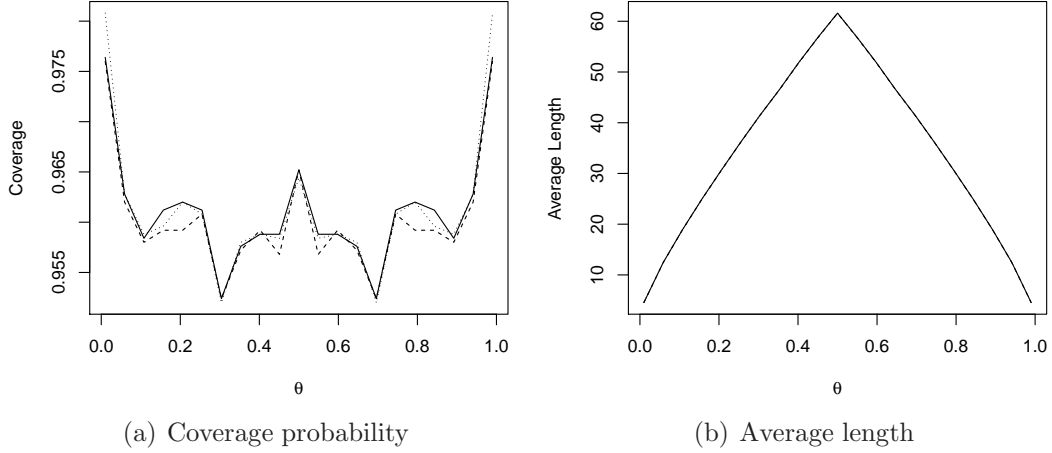 Coverage
0.975
0.965
0.955
0.0 0.2 0.4 0.6 0.8 1.0
θ
(a) Coverage probability
Average Length
60
50
40
30
20
10
0.0 0.2 0.4 0.6 0.8 1.0
θ
(b) Average length